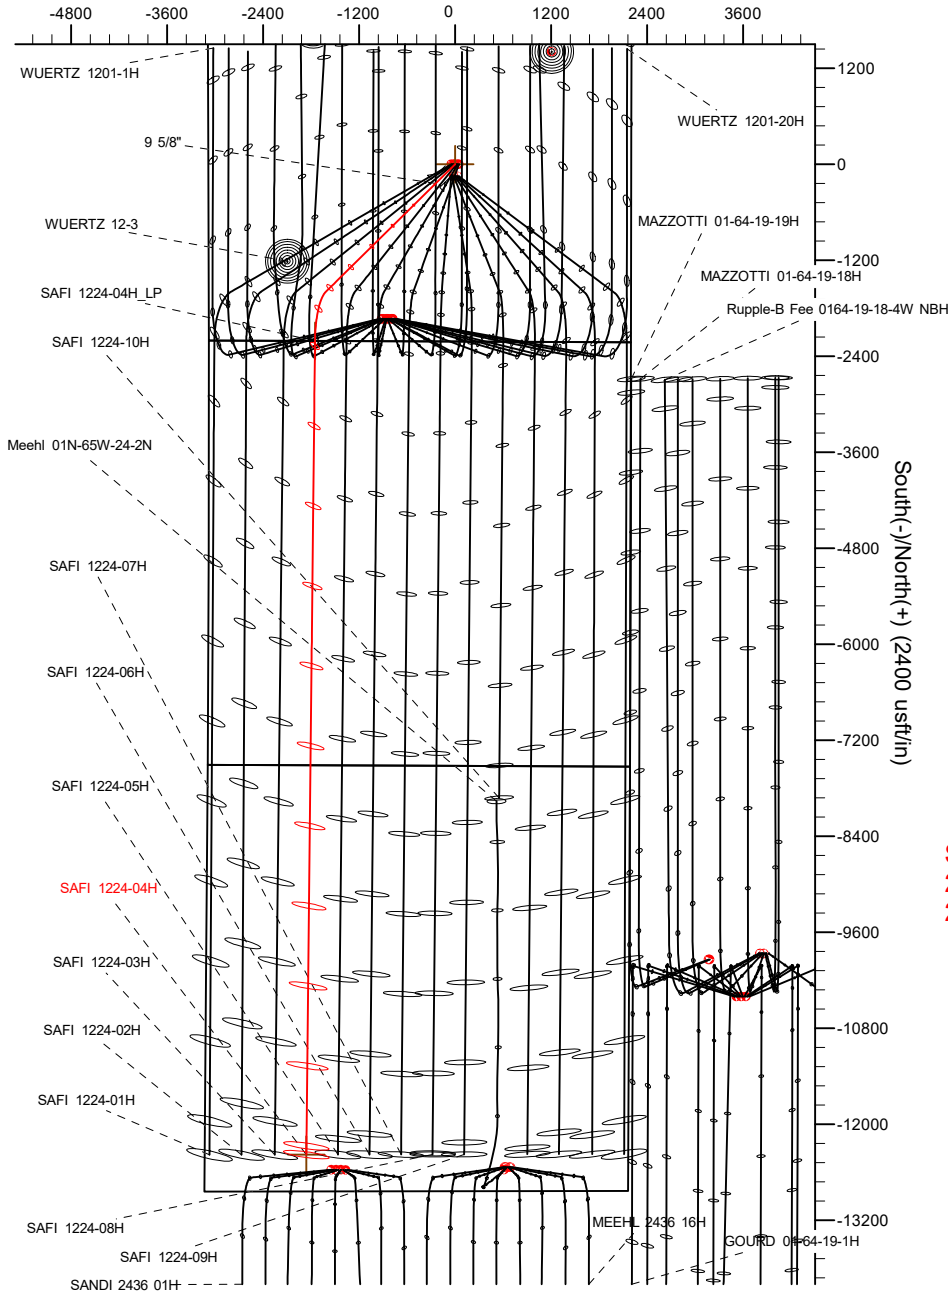 -4800 -3600 -2400 -1200 0 1200 2400 3600
1200
WUERTZ 1201-1H
WUERTZ 1201-20H
9 5/8"
0
WUERTZ 12-3
MAZZOTTI 01-64-19-19H
-1200
MAZZOTTI 01-64-19-18H
SAFI 1224-04H_LP
Rupple-B Fee 0164-19-18-4W NBH
SAFI 1224-10H
-2400
Meehl 01N-65W-24-2N
-3600
South(-)/North(+) (2400 usft/in)
-4800
SAFI 1224-07H
-6000
SAFI 1224-06H
-7200
SAFI 1224-05H
-8400
SAFI 1224-04H
-9600
SAFI 1224-03H
SAFI 1224-02H
-10800
SAFI 1224-01H
-12000
-13200
SAFI 1224-08H
MEEHL 2436 16H
SAFI 1224-09H
GOURD 01-64-19-1H
SANDI 2436 01H